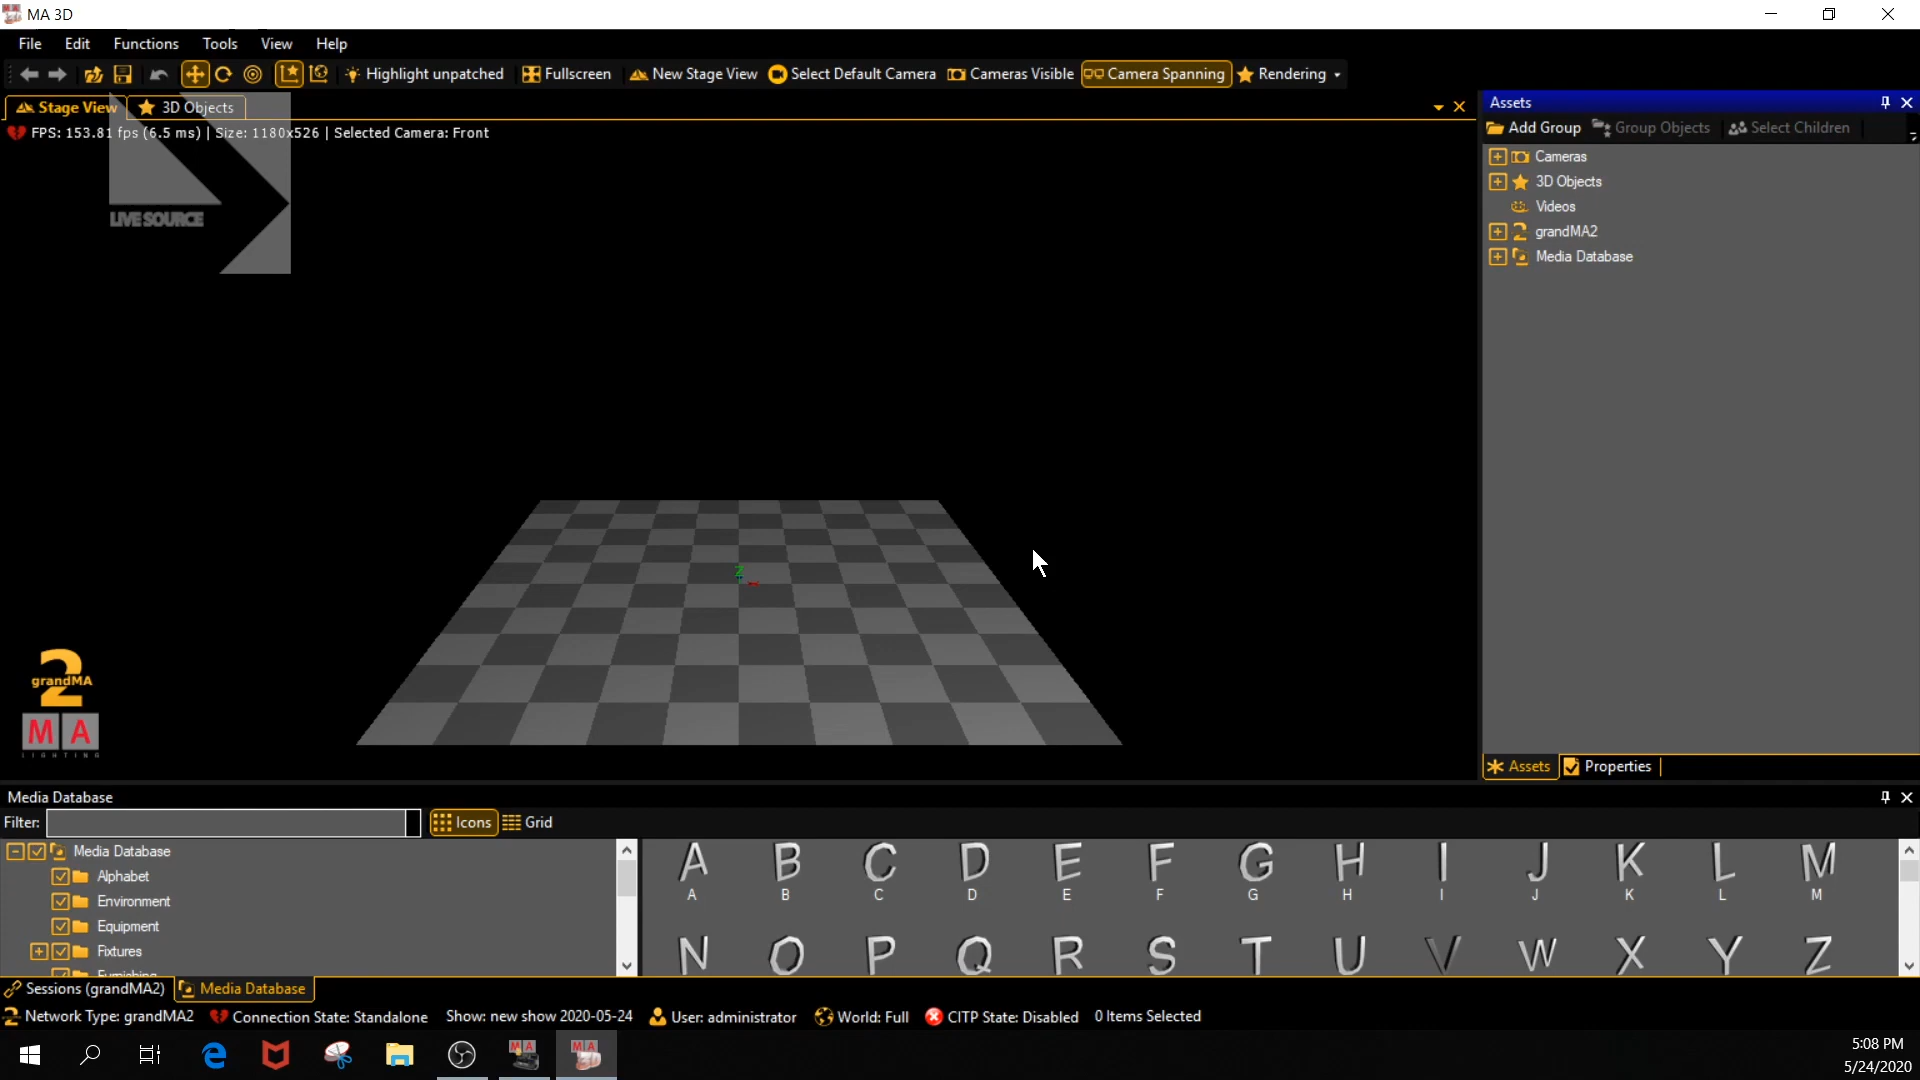 MA 3D
File Edit Functions Tools View Help
Highlight unpatched Fullscreen New Stage View Select Default Camera Cameras Visible Camera Spanning Rendering
Stage View 3D Objects
FPS: 153.81 fps (6.5 ms) | Size: 1180x526 | Selected Camera: Front
LIVE SOURCE
Z
2
grandMA
MA
LIGHTING
Assets
Add Group Group Objects Select Children
Cameras
3D Objects
Videos
grandMA2
Media Database
Assets Properties
Media Database
Filter: Icons Grid
Media Database
Alphabet
Environment
Equipment
Fixtures
Furnishing
A B C D E F G H I J K L M
A B C D E F G H I J K L M
N O P Q R S T U V W X Y Z
Sessions (grandMA2) Media Database
Network Type: grandMA2 Connection State: Standalone Show: new show 2020-05-24 User: administrator World: Full CITP State: Disabled 0 Items Selected
5:08 PM
5/24/2020